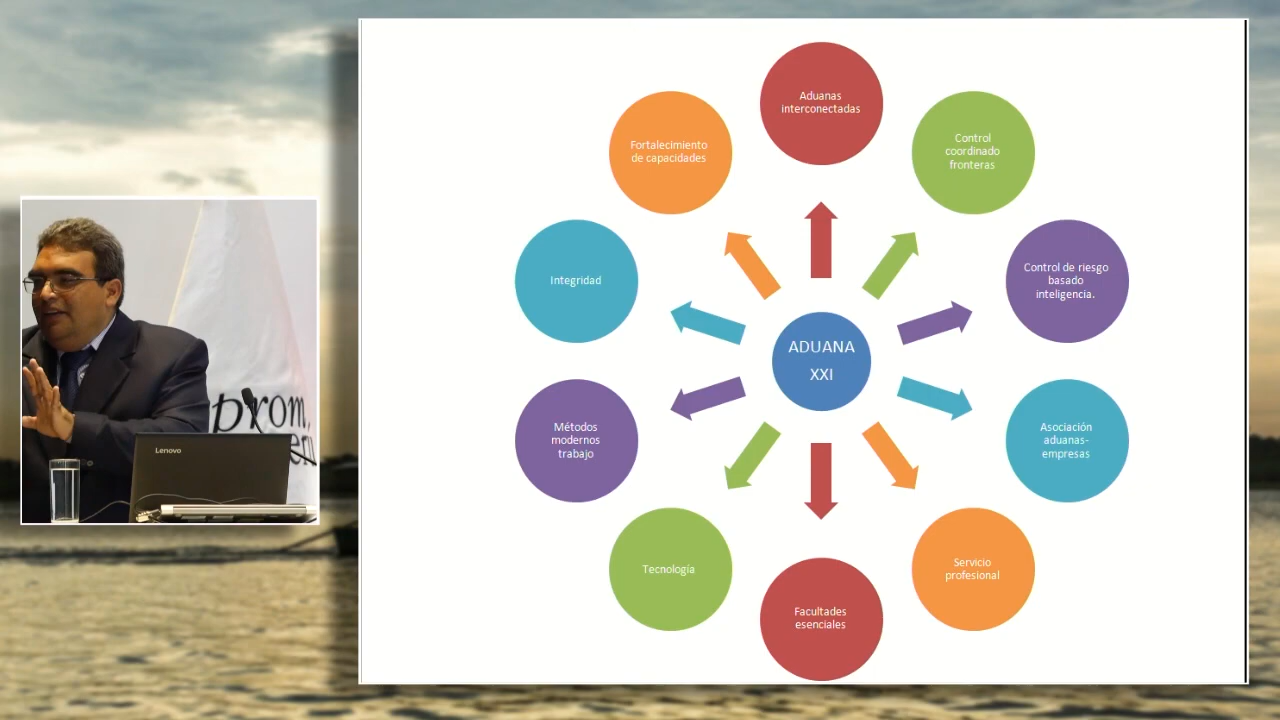 Aduanas
interconectadas
Control
coordinado
fronteras
Control de riesgo
basado
inteligencia.
Asociación
aduanas-
empresas
Servicio
profesional
Facultades
esenciales
Tecnología
Métodos
modernos
trabajo
Integridad
Fortalecimiento
de capacidades
ADUANA
XXI
prom
Lenovo